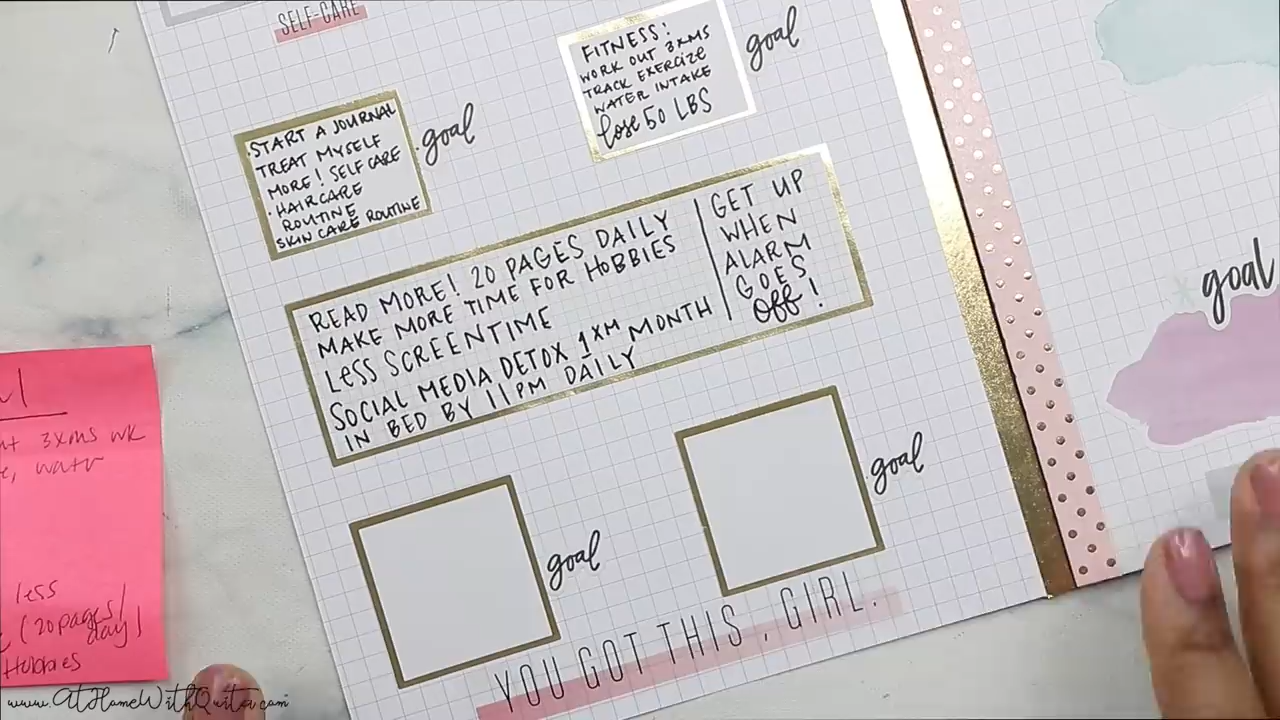 SELF-CARE
FITNESS!
WORK OUT 3XMS
TRACK EXERCIZE
WATER INTAKE
lose 50 LBS
goal
·START A JOURNAL
TREAT MYSELF
MORE! SELF CARE
·HAIRCARE
ROUTINE
SKIN CARE ROUTINE
goal
READ MORE! 20 PAGES DAILY
MAKE MORE TIME FOR HOBBIES
LESS SCREENTIME
SOCIAL MEDIA DETOX 1XM MONTH
IN BED BY 11PM DAILY
GET UP
WHEN
ALARM
GOES
OFF!
goal
goal
YOU GOT THIS, GIRL.
goal
3xms wk
less
(20 pages/
day)
Hobbies
www.AtHomeWithQuita.com